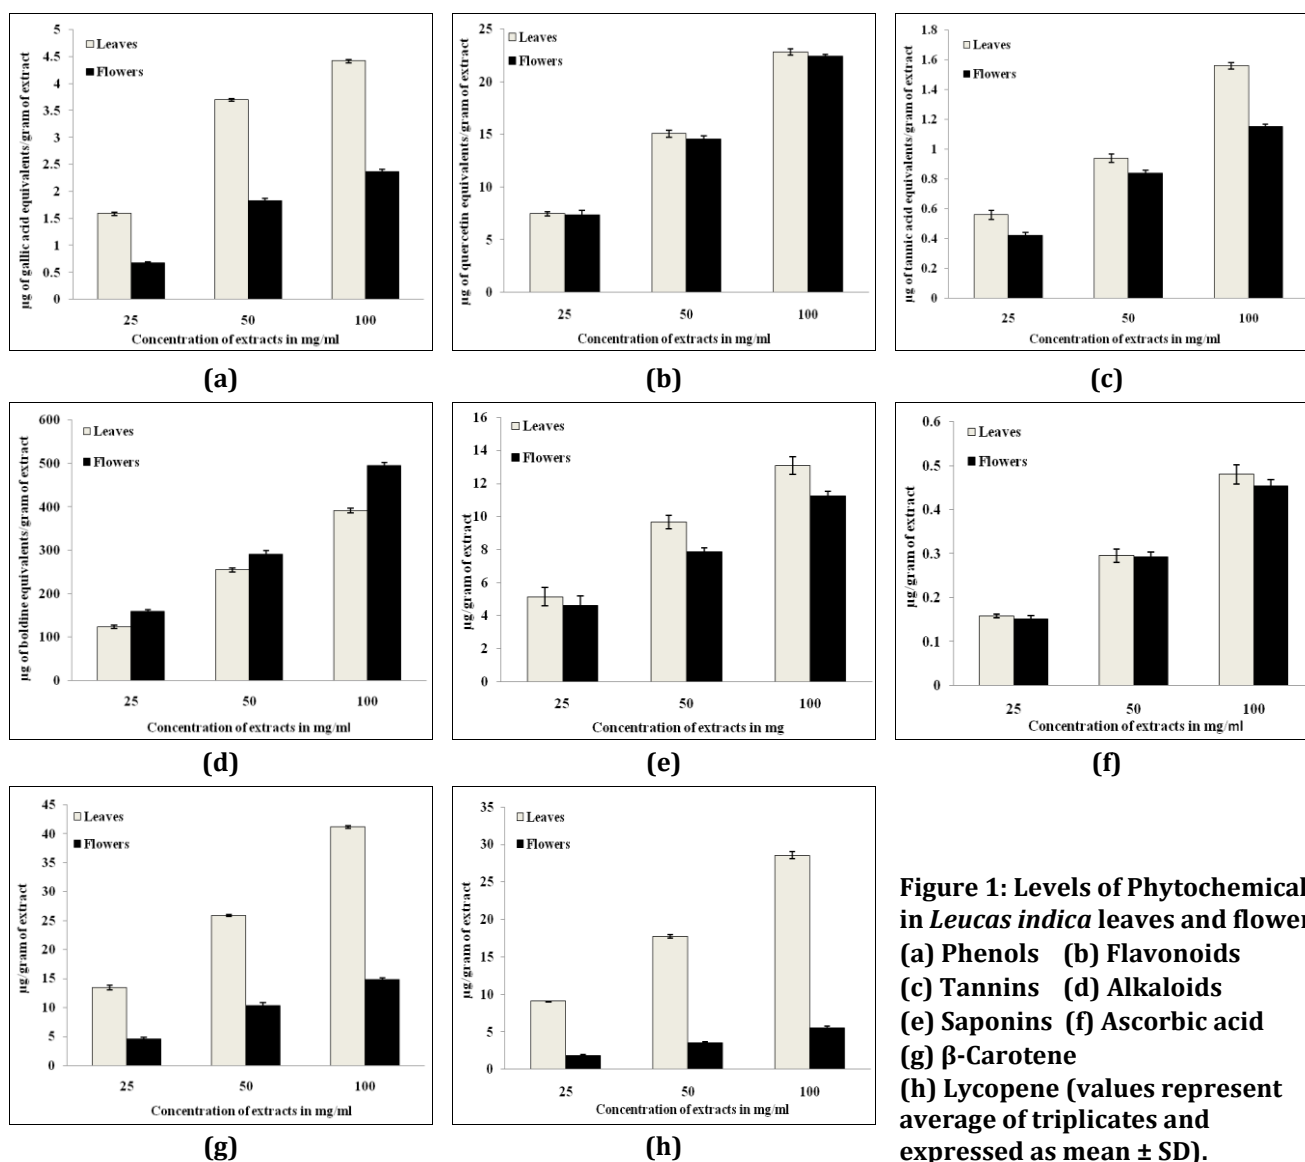 5
4.5
4
3.5
3
2.5
2
1.5
1
0.5
0
Leaves
Flowers
µg of gallic acid equivalents/gram of extract
25 50 100
Concentration of extracts in mg/ml
(a)
25
20
15
10
5
0
Leaves
Flowers
µg of quercetin equivalents/gram of extract
25 50 100
Concentration of extracts in mg/ml
(b)
1.8
1.6
1.4
1.2
1
0.8
0.6
0.4
0.2
0
Leaves
Flowers
µg of tannic acid equivalents/gram of extract
25 50 100
Concentration of extracts in mg/ml
(c)
600
500
400
300
200
100
0
Leaves
Flowers
µg of boldine equivalents/gram of extract
25 50 100
Concentration of extracts in mg/ml
(d)
16
14
12
10
8
6
4
2
0
Leaves
Flowers
µg/gram of extract
25 50 100
Concentration of extracts in mg
(e)
0.6
0.5
0.4
0.3
0.2
0.1
0
Leaves
Flowers
µg/gram of extract
25 50 100
Concentration of extracts in mg/ml
(f)
45
40
35
30
25
20
15
10
5
0
Leaves
Flowers
µg/gram of extract
25 50 100
Concentration of extracts in mg/ml
(g)
35
30
25
20
15
10
5
0
Leaves
Flowers
µg/gram of extract
25 50 100
Concentration of extracts in mg/ml
(h)
Figure 1: Levels of Phytochemical
in Leucas indica leaves and flower
(a) Phenols (b) Flavonoids
(c) Tannins (d) Alkaloids
(e) Saponins (f) Ascorbic acid
(g) β-Carotene
(h) Lycopene (values represent
average of triplicates and
expressed as mean ± SD).